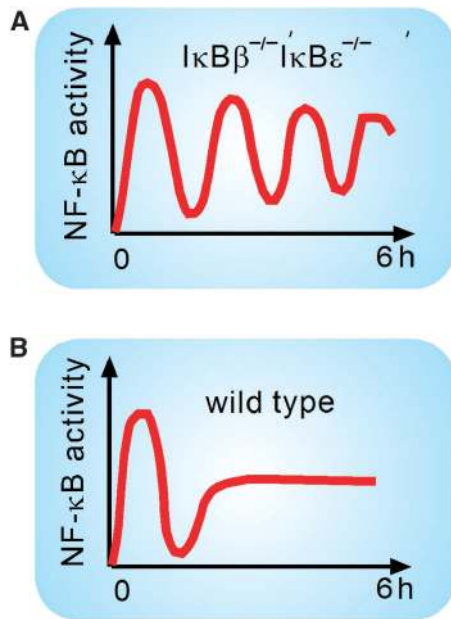 A
IκBβ⁻/⁻′IκBε⁻/⁻ ′
NF-κB activity
0
6 h
B
wild type
NF-κB activity
0
6 h